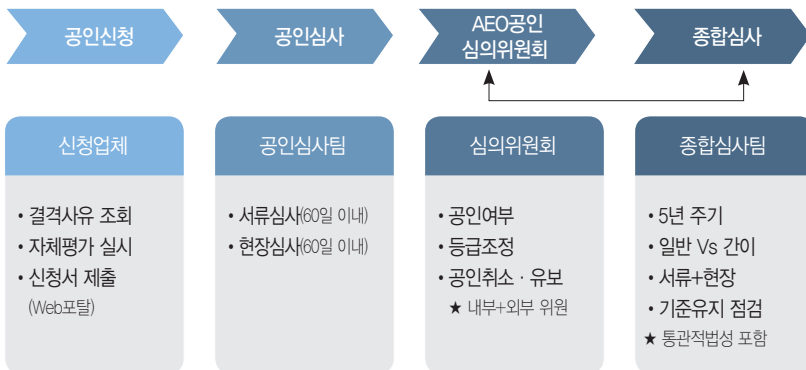 공인신청
공인심사
AEO공인
심의위원회
종합심사
신청업체
• 결격사유 조회
• 자체평가 실시
• 신청서 제출
(Web포탈)
공인심사팀
• 서류심사(60일 이내)
• 현장심사(60일 이내)
심의위원회
• 공인여부
• 등급조정
• 공인취소 · 유보
★ 내부+외부 위원
종합심사팀
• 5년 주기
• 일반 Vs 간이
• 서류+현장
• 기준유지 점검
★ 통관적법성 포함